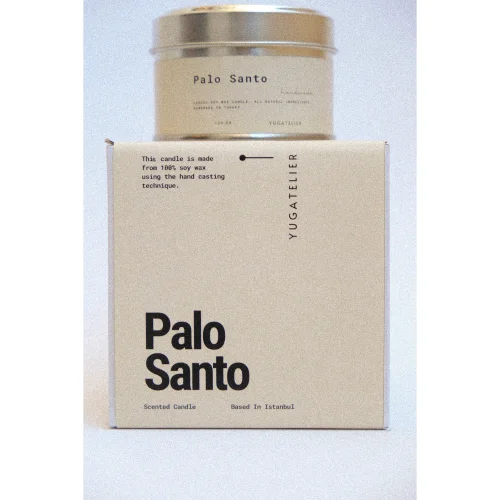 Palo Santo
YUGATELIER
This candle is made
from 100% soy wax
using the hand casting
technique.
YUGATELIER
Palo
Santo
Scented Candle
Based In Istanbul